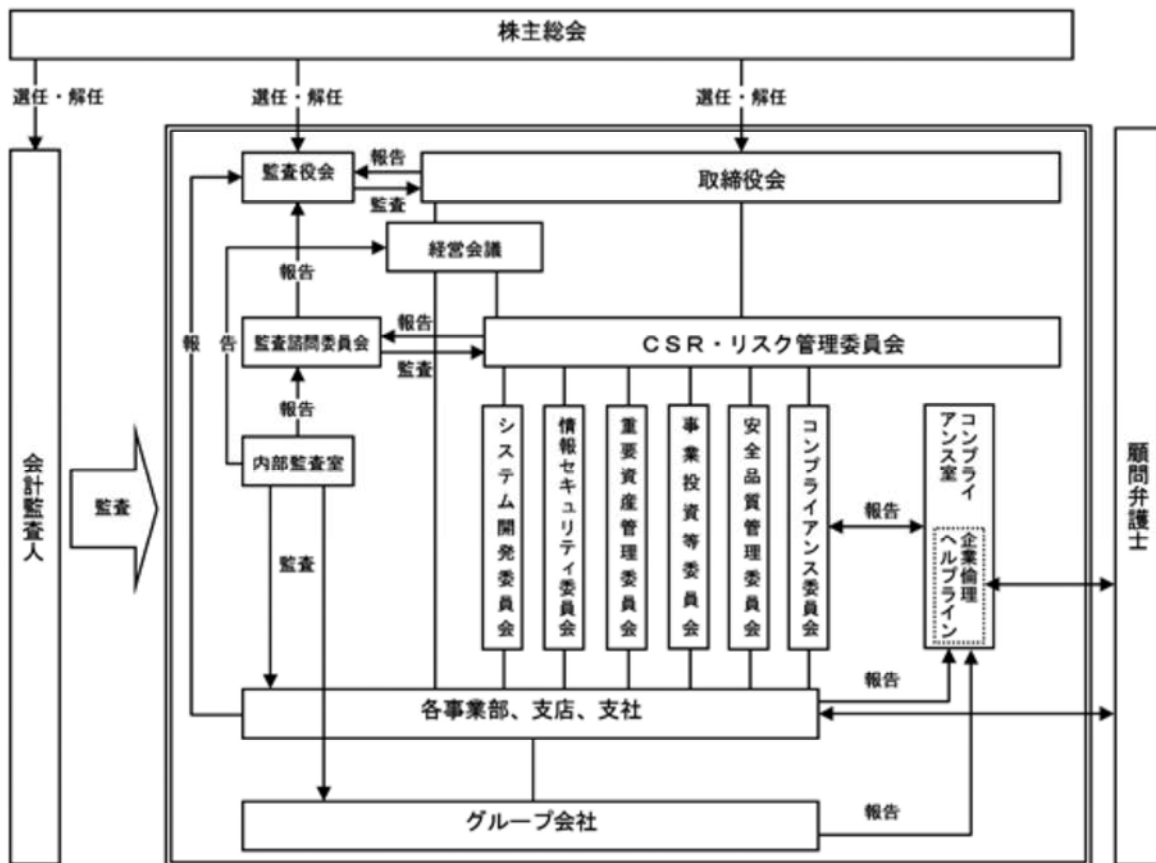 株主総会
選任・解任
選任・解任
選任・解任
監査役会
報告
監査
取締役会
経営会議
報告
報
告
監査諮問委員会
報告
監査
CSR・リスク管理委員会
報告
内部監査室
監査
会計監査人
監査
システム開発委員会
情報セキュリティ委員会
重要資産管理委員会
事業投資等委員会
安全品質管理委員会
コンプライアンス委員会
報告
コンプライ
アンス室
企業倫理
ヘルプライン
顧問弁護士
各事業部、支店、支社
報告
グループ会社
報告